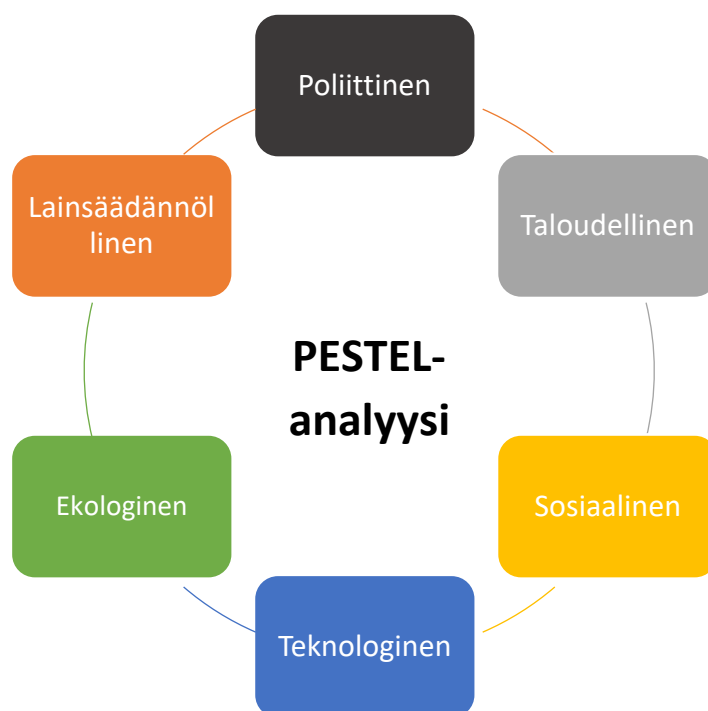 Poliittinen
Lainsäädännöl
linen
Taloudellinen
PESTEL-
analyysi
Ekologinen
Sosiaalinen
Teknologinen